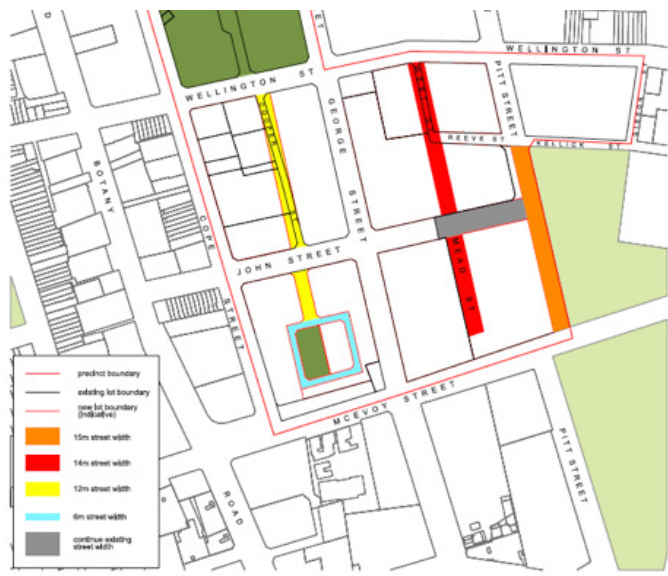 WELLINGTON ST
WELLINGTON ST
COOPER
GEORGE STREET
PITT STREET
REEVE ST
KELLICK ST
BOTANY
COPE STREET
JOHN STREET
MEAD ST
MCEVOY STREET
PITT STREET
ROAD
precinct boundary
existing lot boundary
new lot boundary
(indicative)
15m street width
14m street width
12m street width
6m street width
continue existing
street width